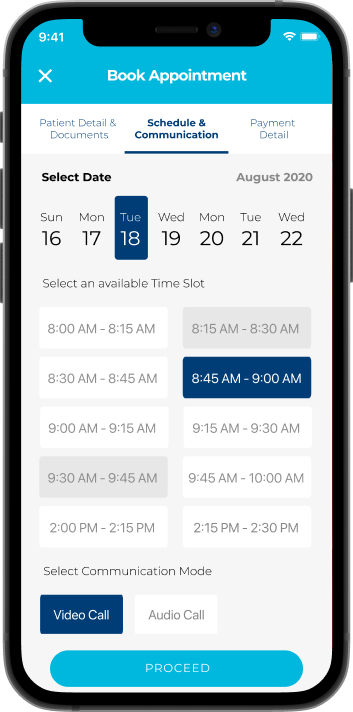 9:41
Book Appointment
Patient Detail &
Documents
Schedule &
Communication
Payment
Detail
Select Date
August 2020
Sun Mon Tue Wed Mon Tue Wed
16 17 18 19 20 21 22
Select an available Time Slot
8:00 AM - 8:15 AM
8:15 AM - 8:30 AM
8:30 AM - 8:45 AM
8:45 AM - 9:00 AM
9:00 AM - 9:15 AM
9:15 AM - 9:30 AM
9:30 AM - 9:45 AM
9:45 AM - 10:00 AM
2:00 PM - 2:15 PM
2:15 PM - 2:30 PM
Select Communication Mode
Video Call
Audio Call
PROCEED